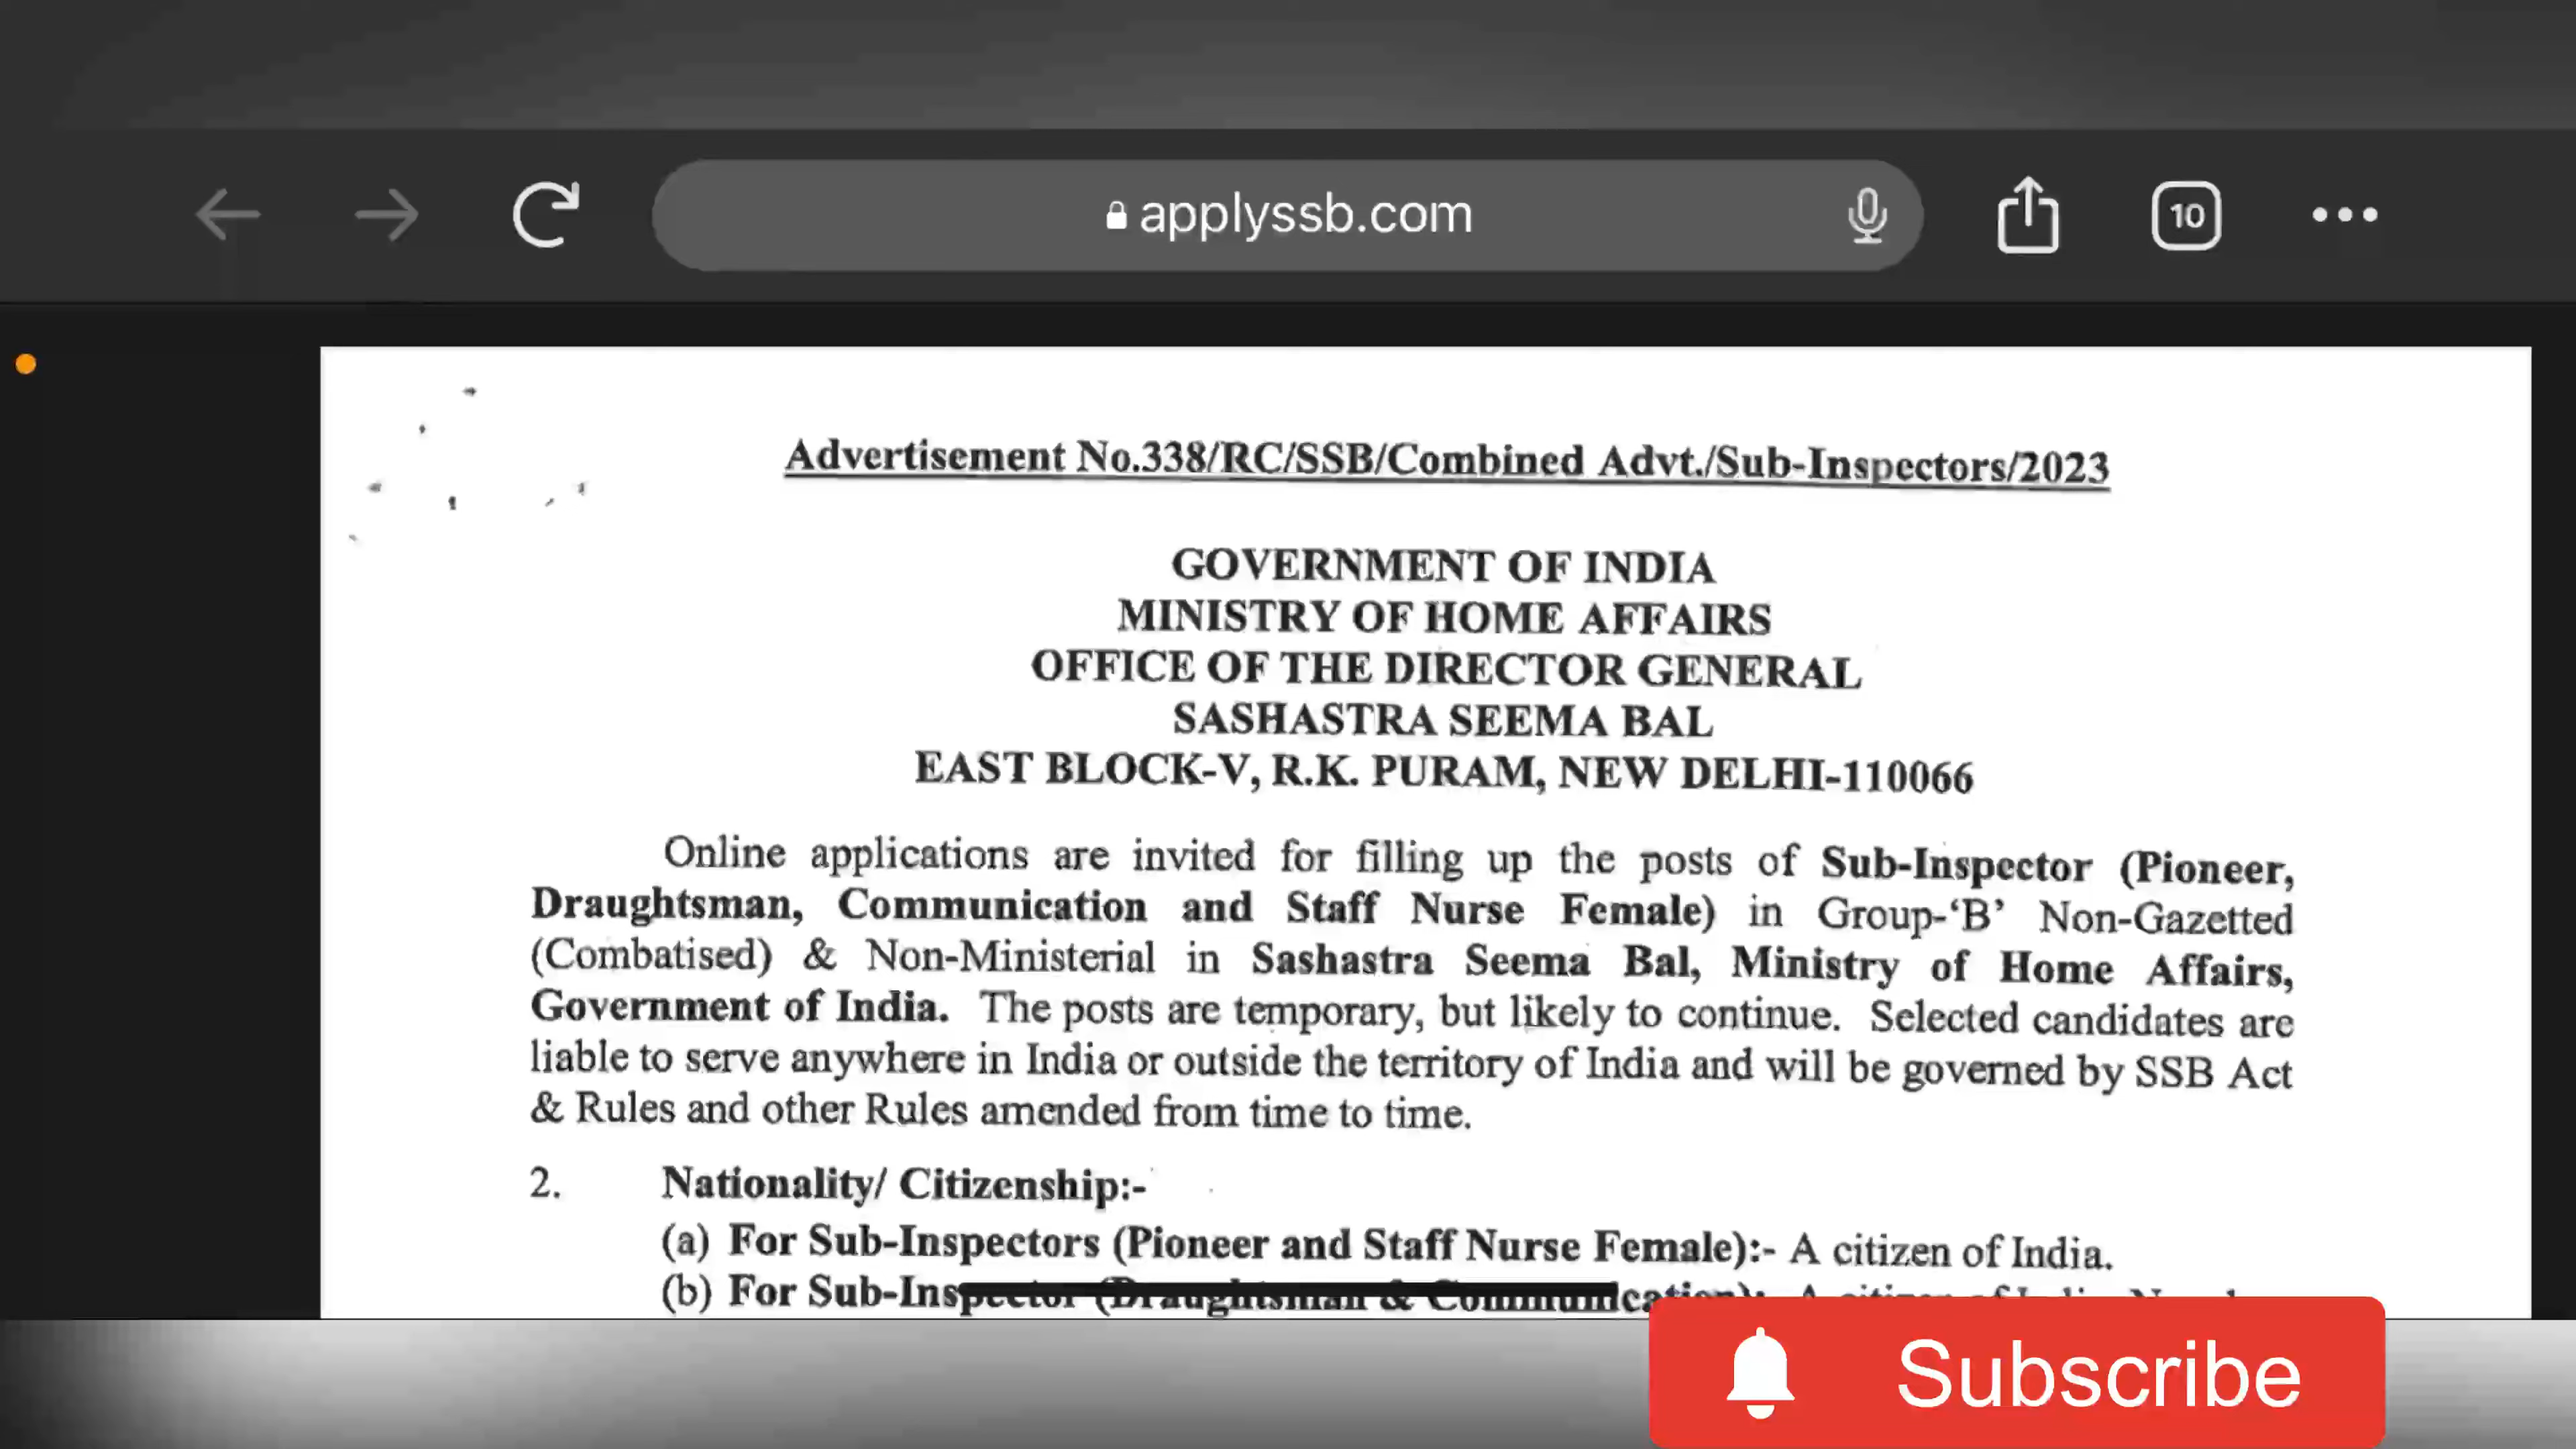 applyssb.com
10
Advertisement No.338/RC/SSB/Combined Advt./Sub-Inspectors/2023
GOVERNMENT OF INDIA
MINISTRY OF HOME AFFAIRS
OFFICE OF THE DIRECTOR GENERAL
SASHASTRA SEEMA BAL
EAST BLOCK-V, R.K. PURAM, NEW DELHI-110066
Online applications are invited for filling up the posts of Sub-Inspector (Pioneer,
Draughtsman, Communication and Staff Nurse Female) in Group-‘B’ Non-Gazetted
(Combatised) & Non-Ministerial in Sashastra Seema Bal, Ministry of Home Affairs,
Government of India. The posts are temporary, but likely to continue. Selected candidates are
liable to serve anywhere in India or outside the territory of India and will be governed by SSB Act
& Rules and other Rules amended from time to time.
2. Nationality/ Citizenship:-
(a) For Sub-Inspectors (Pioneer and Staff Nurse Female):- A citizen of India.
(b) For Sub-Inspector (Draughtsman & Communication):- A citizen of India
Subscribe